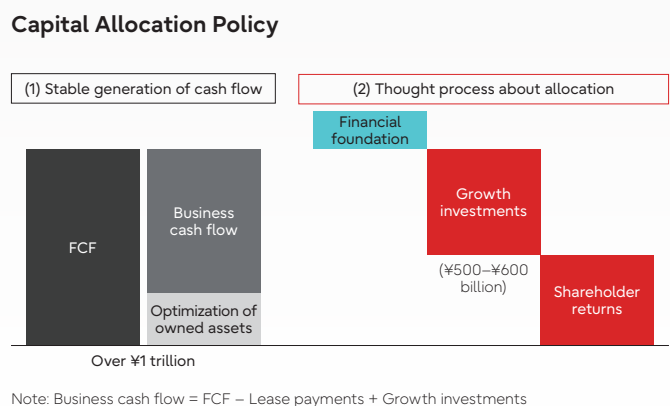 Capital Allocation Policy
(1) Stable generation of cash flow
(2) Thought process about allocation
Financial
foundation
Business
cash flow
Growth
investments
FCF
(¥500–¥600
billion)
Optimization of
owned assets
Shareholder
returns
Over ¥1 trillion
Note: Business cash flow = FCF – Lease payments + Growth investments